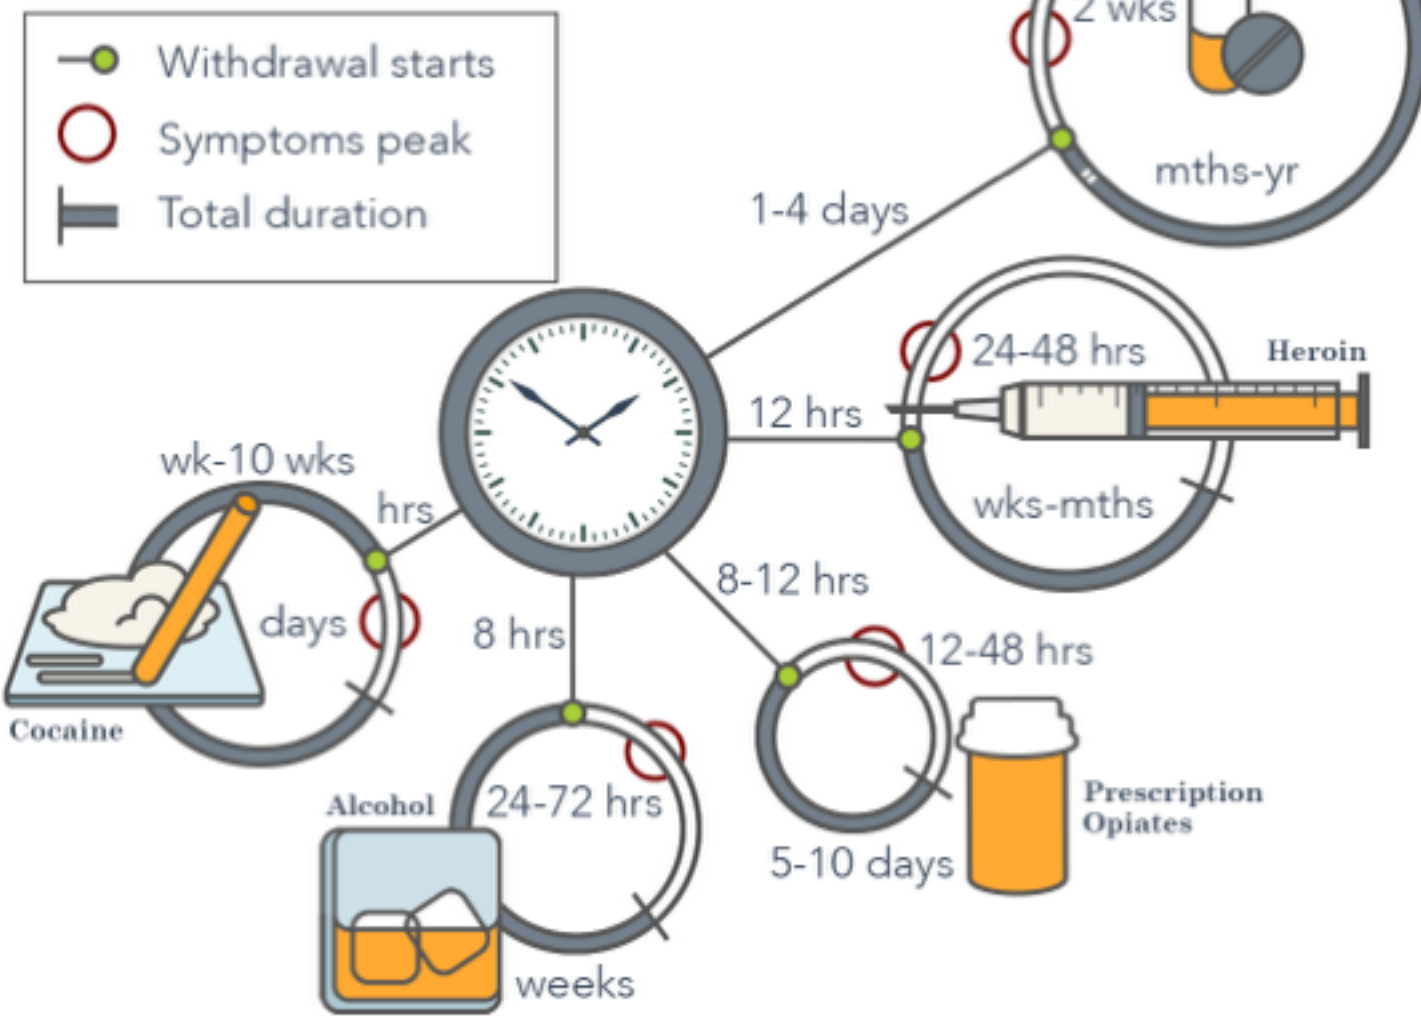 Withdrawal starts
Symptoms peak
Total duration
2 wks
mths-yr
1-4 days
24-48 hrs
Heroin
12 hrs
wks-mths
wk-10 wks
hrs
days
Cocaine
8 hrs
8-12 hrs
12-48 hrs
Alcohol
24-72 hrs
weeks
5-10 days
Prescription
Opiates